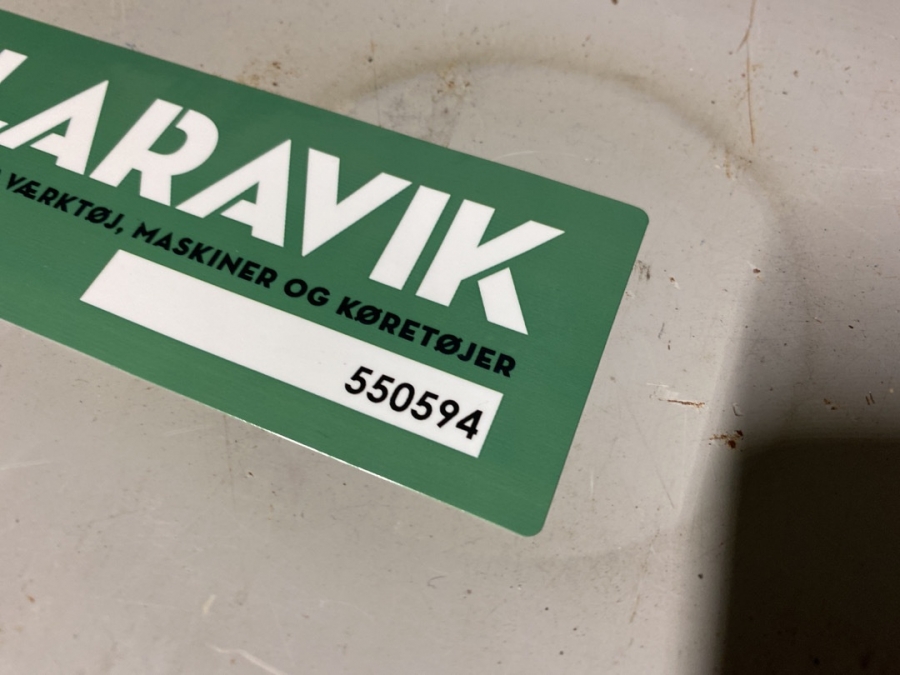 LARAVIK
VÆRKTØJ, MASKINER OG KØRETØJER
550594